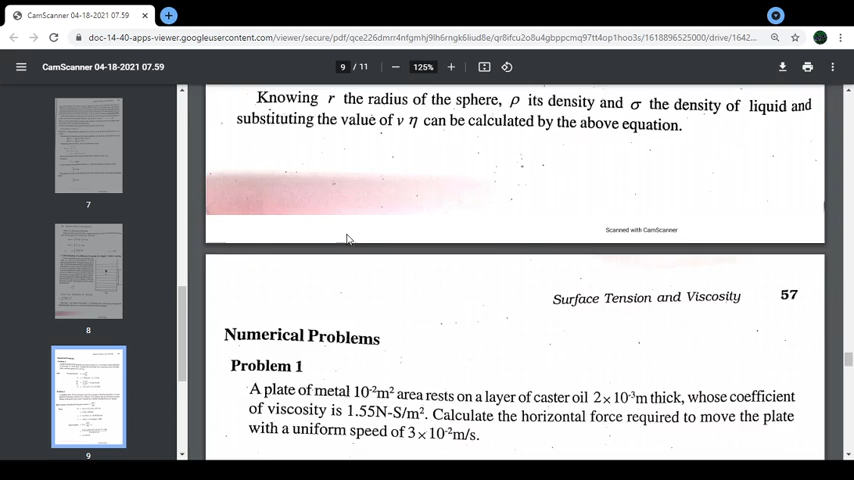 CamScanner 04-18-2021 07.59
doc-14-40-apps-viewer.googleusercontent.com/viewer/secure/pdf/qce226dmrr4nfgmhj9lh6rngk6liud8e/qr8ifcu2o8u4gbppcmq97tt4op1hoo3s/1618896525000/drive/1642...
CamScanner 04-18-2021 07.59
9 / 11
125%
7
8
9
Knowing r the radius of the sphere, ρ its density and σ the density of liquid and
substituting the value of v η can be calculated by the above equation.
Scanned with CamScanner
Surface Tension and Viscosity 57
Numerical Problems
Problem 1
A plate of metal 10⁻²m² area rests on a layer of caster oil 2×10⁻³m thick, whose coefficient
of viscosity is 1.55N-S/m². Calculate the horizontal force required to move the plate
with a uniform speed of 3×10⁻²m/s.